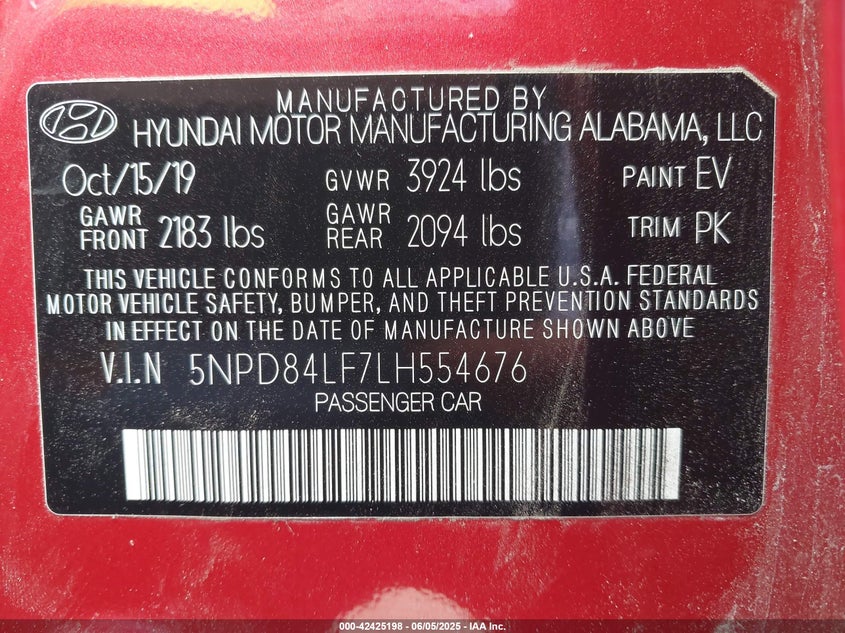 MANUFACTURED BY
HYUNDAI MOTOR MANUFACTURING ALABAMA, LLC
Oct/15/19 GVWR 3924 lbs PAINT EV
GAWR FRONT 2183 lbs GAWR REAR 2094 lbs TRIM PK
THIS VEHICLE CONFORMS TO ALL APPLICABLE U.S.A. FEDERAL
MOTOR VEHICLE SAFETY, BUMPER, AND THEFT PREVENTION STANDARDS
IN EFFECT ON THE DATE OF MANUFACTURE SHOWN ABOVE
V.I.N 5NPD84LF7LH554676
PASSENGER CAR
000-42425198 - 06/05/2025 - IAA Inc.